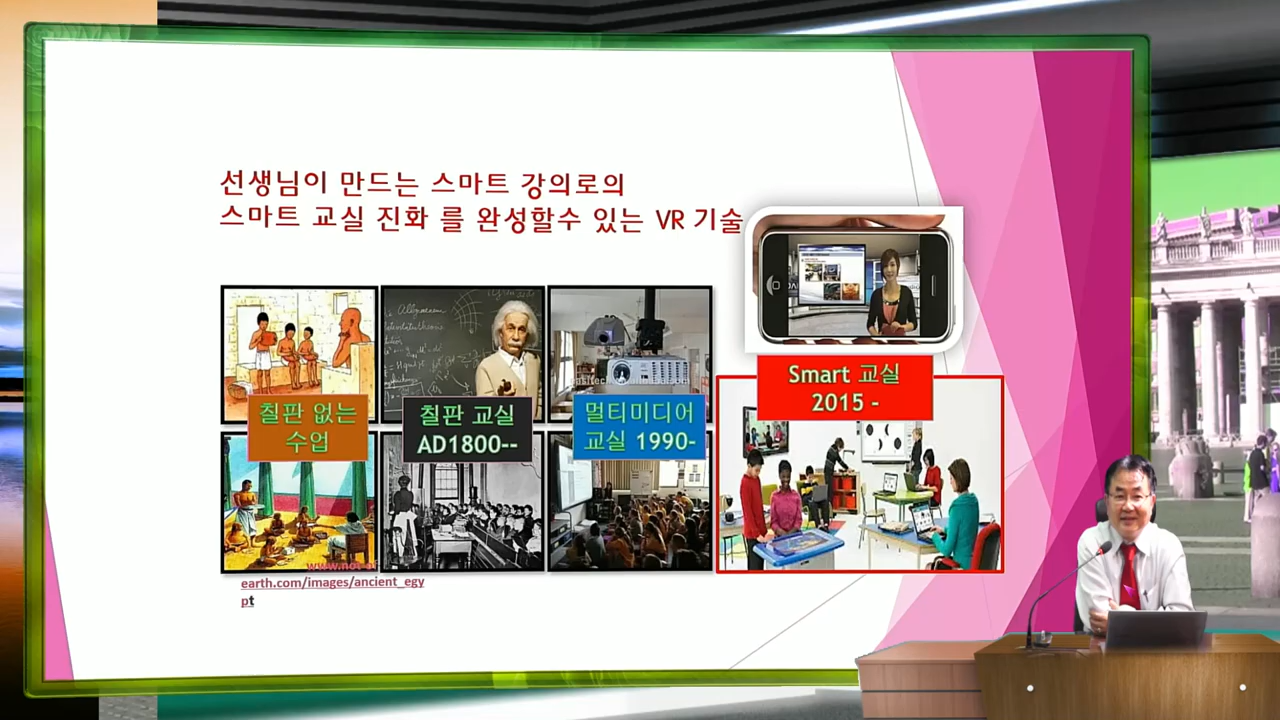 선생님이 만드는 스마트 강의로의
스마트 교실 진화 를 완성할수 있는 VR 기술
칠판 없는
수업
칠판 교실
AD1800--
멀티미디어
교실 1990-
Smart 교실
2015 -
www.not-of-
earth.com/images/ancient_egy
pt